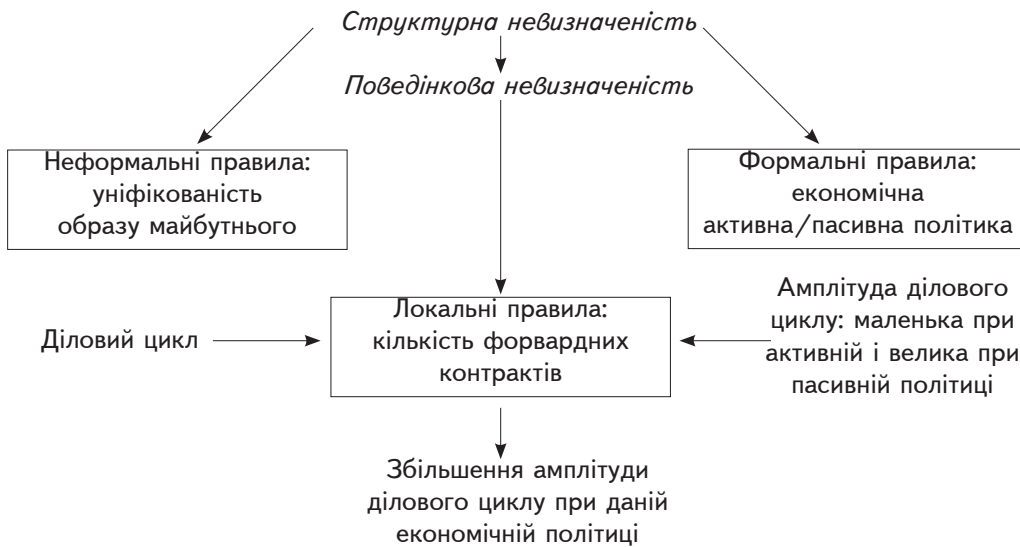 Структурна невизначеність
Поведінкова невизначеність
Неформальні правила:
уніфікованість
образу майбутнього
Формальні правила:
економічна
активна/пасивна політика
Діловий цикл
Локальні правила:
кількість форвардних
контрактів
Амплітуда ділового
циклу: маленька при
активній і велика при
пасивній політиці
Збільшення амплітуди
ділового циклу при даній
економічній політиці